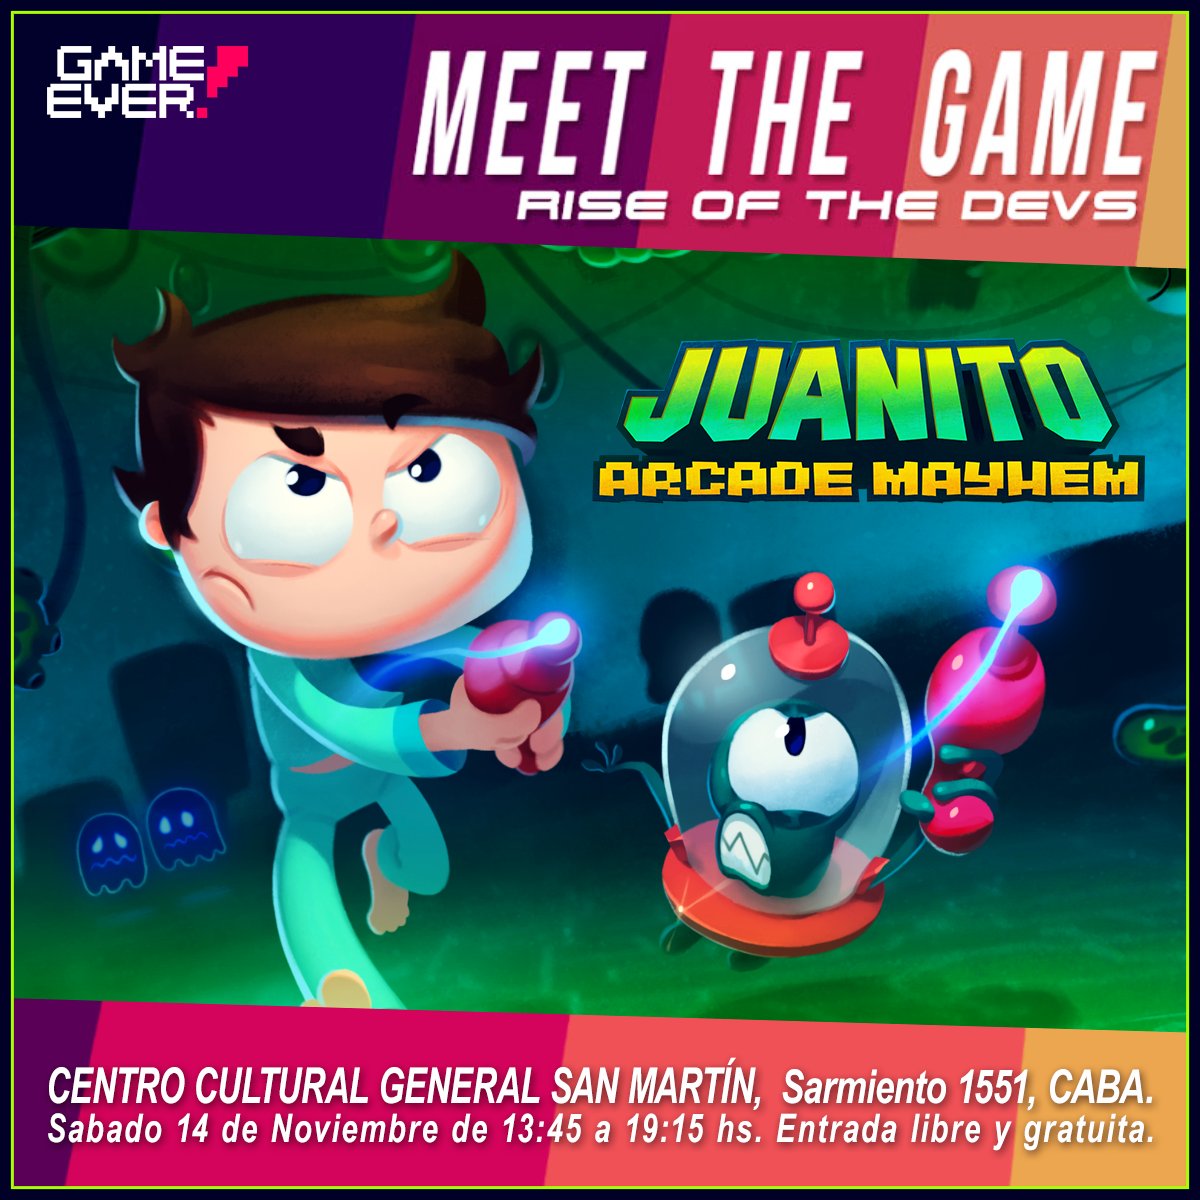 GAME
EVER!
MEET THE GAME
RISE OF THE DEVS
JUANITO
ARCADE MAYHEM
CENTRO CULTURAL GENERAL SAN MARTÍN, Sarmiento 1551, CABA.
Sabado 14 de Noviembre de 13:45 a 19:15 hs. Entrada libre y gratuita.